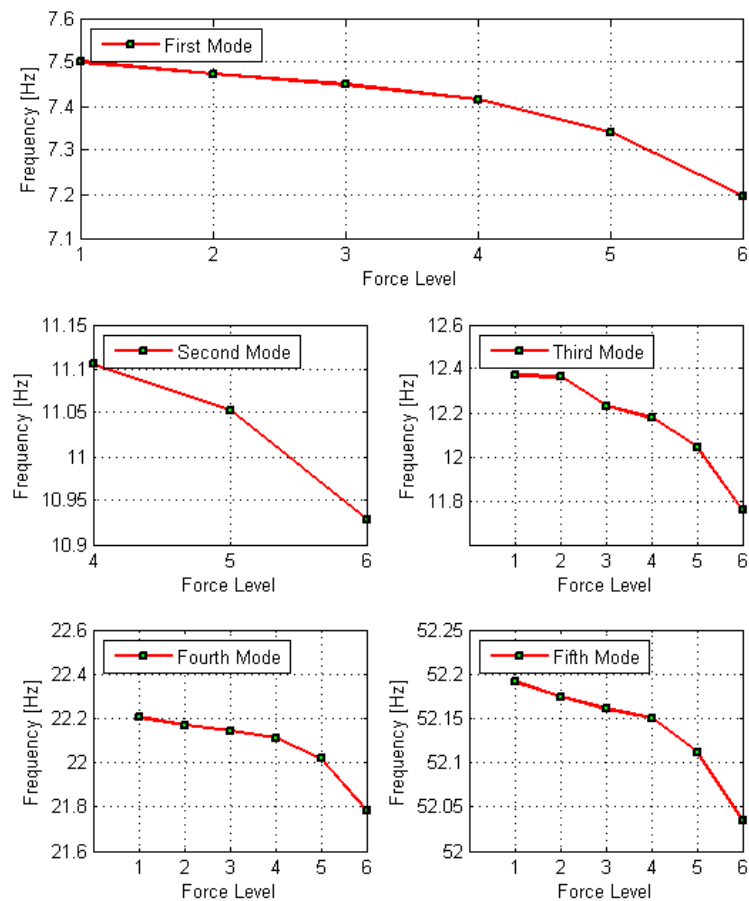 7.6
7.5
7.4
7.3
7.2
7.1
Frequency [Hz]
First Mode
1 2 3 4 5 6
Force Level
11.15
11.1
11.05
11
10.95
10.9
Frequency [Hz]
Second Mode
4 5 6
Force Level
12.6
12.4
12.2
12
11.8
Frequency [Hz]
Third Mode
1 2 3 4 5 6
Force Level
22.6
22.4
22.2
22
21.8
21.6
Frequency [Hz]
Fourth Mode
1 2 3 4 5 6
Force Level
52.25
52.2
52.15
52.1
52.05
52
Frequency [Hz]
Fifth Mode
1 2 3 4 5 6
Force Level